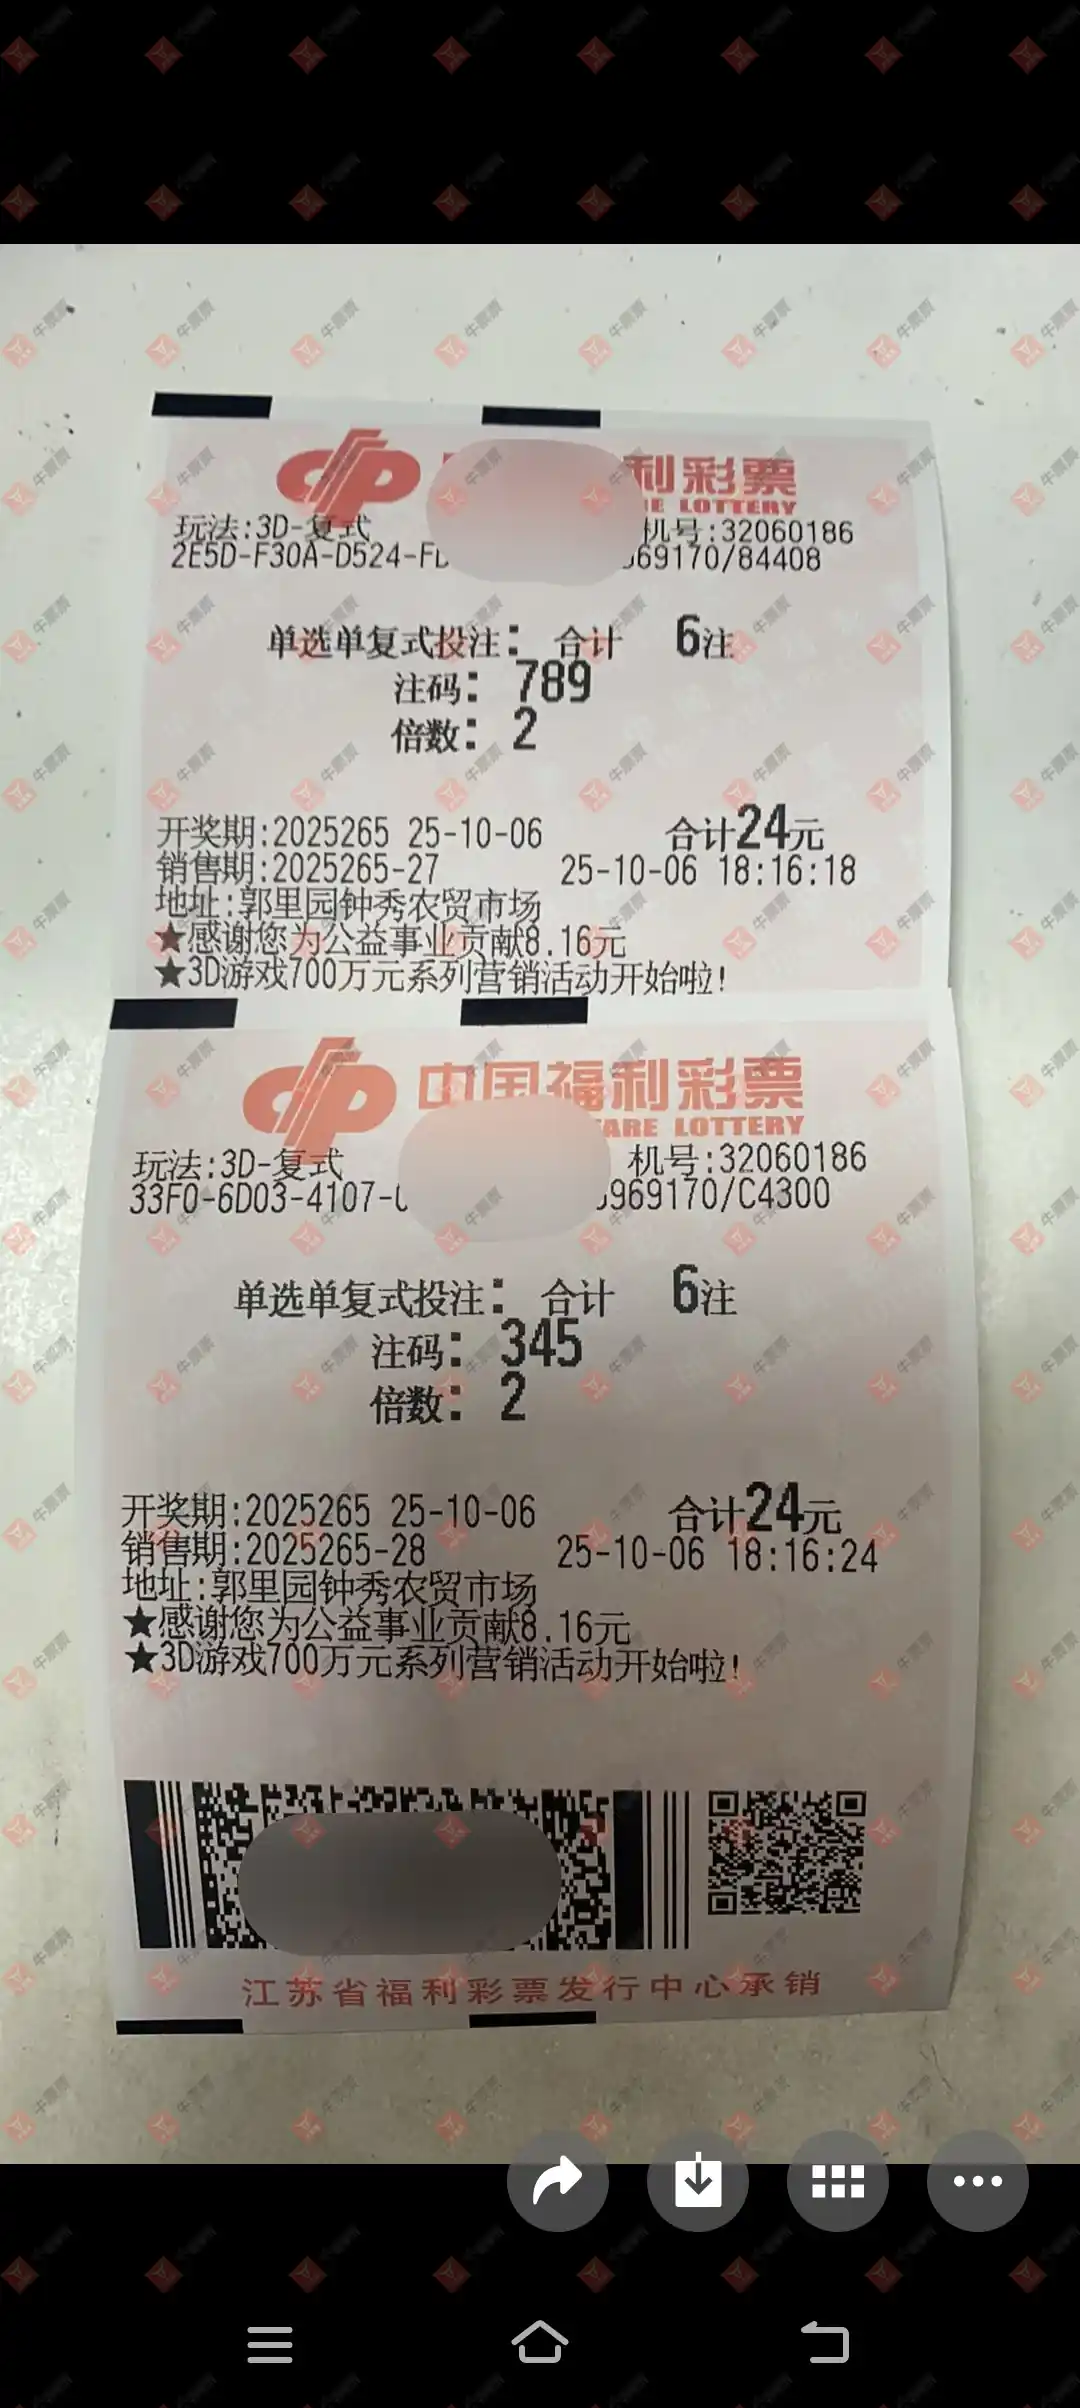 利彩票
LOTTERY
玩法:3D-复式
机号:32060186
2E5D-F30A-D524-F
69170/84408
单选单复式投注: 合计 6注
注码: 789
倍数: 2
开奖期:2025265 25-10-06 合计24元
销售期:2025265-27 25-10-06 18:16:18
地址:郭里园钟秀农贸市场
★感谢您为公益事业贡献8.16元
★3D游戏700万元系列营销活动开始啦!
中国福利彩票
ARE LOTTERY
玩法:3D-复式
机号:32060186
33F0-6D03-4107-
969170/C4300
单选单复式投注: 合计 6注
注码: 345
倍数: 2
开奖期:2025265 25-10-06 合计24元
销售期:2025265-28 25-10-06 18:16:24
地址:郭里园钟秀农贸市场
★感谢您为公益事业贡献8.16元
★3D游戏700万元系列营销活动开始啦!
江苏省福利彩票发行中心承销
牛票票